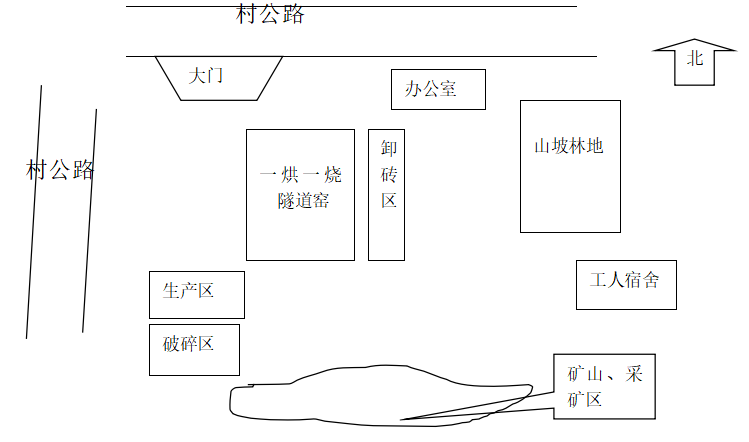 村公路
北
大门
办公室
村公路
一烘一烧
隧道窑
卸
砖
区
山坡林地
生产区
工人宿舍
破碎区
矿山、采
矿区